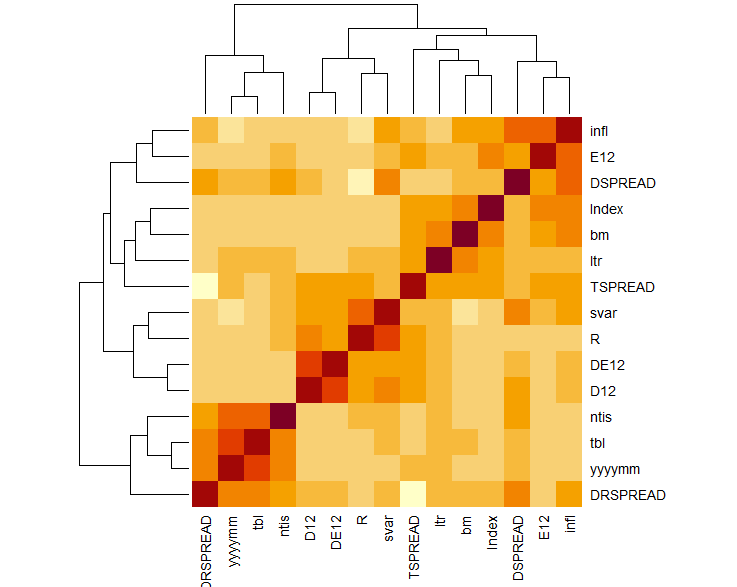 infl
E12
DSPREAD
Index
bm
ltr
TSPREAD
svar
R
DE12
D12
ntis
tbl
yyyymm
DRSPREAD
DRSPREAD
yyyymm
tbl
ntis
D12
DE12
R
svar
TSPREAD
ltr
bm
Index
DSPREAD
E12
infl